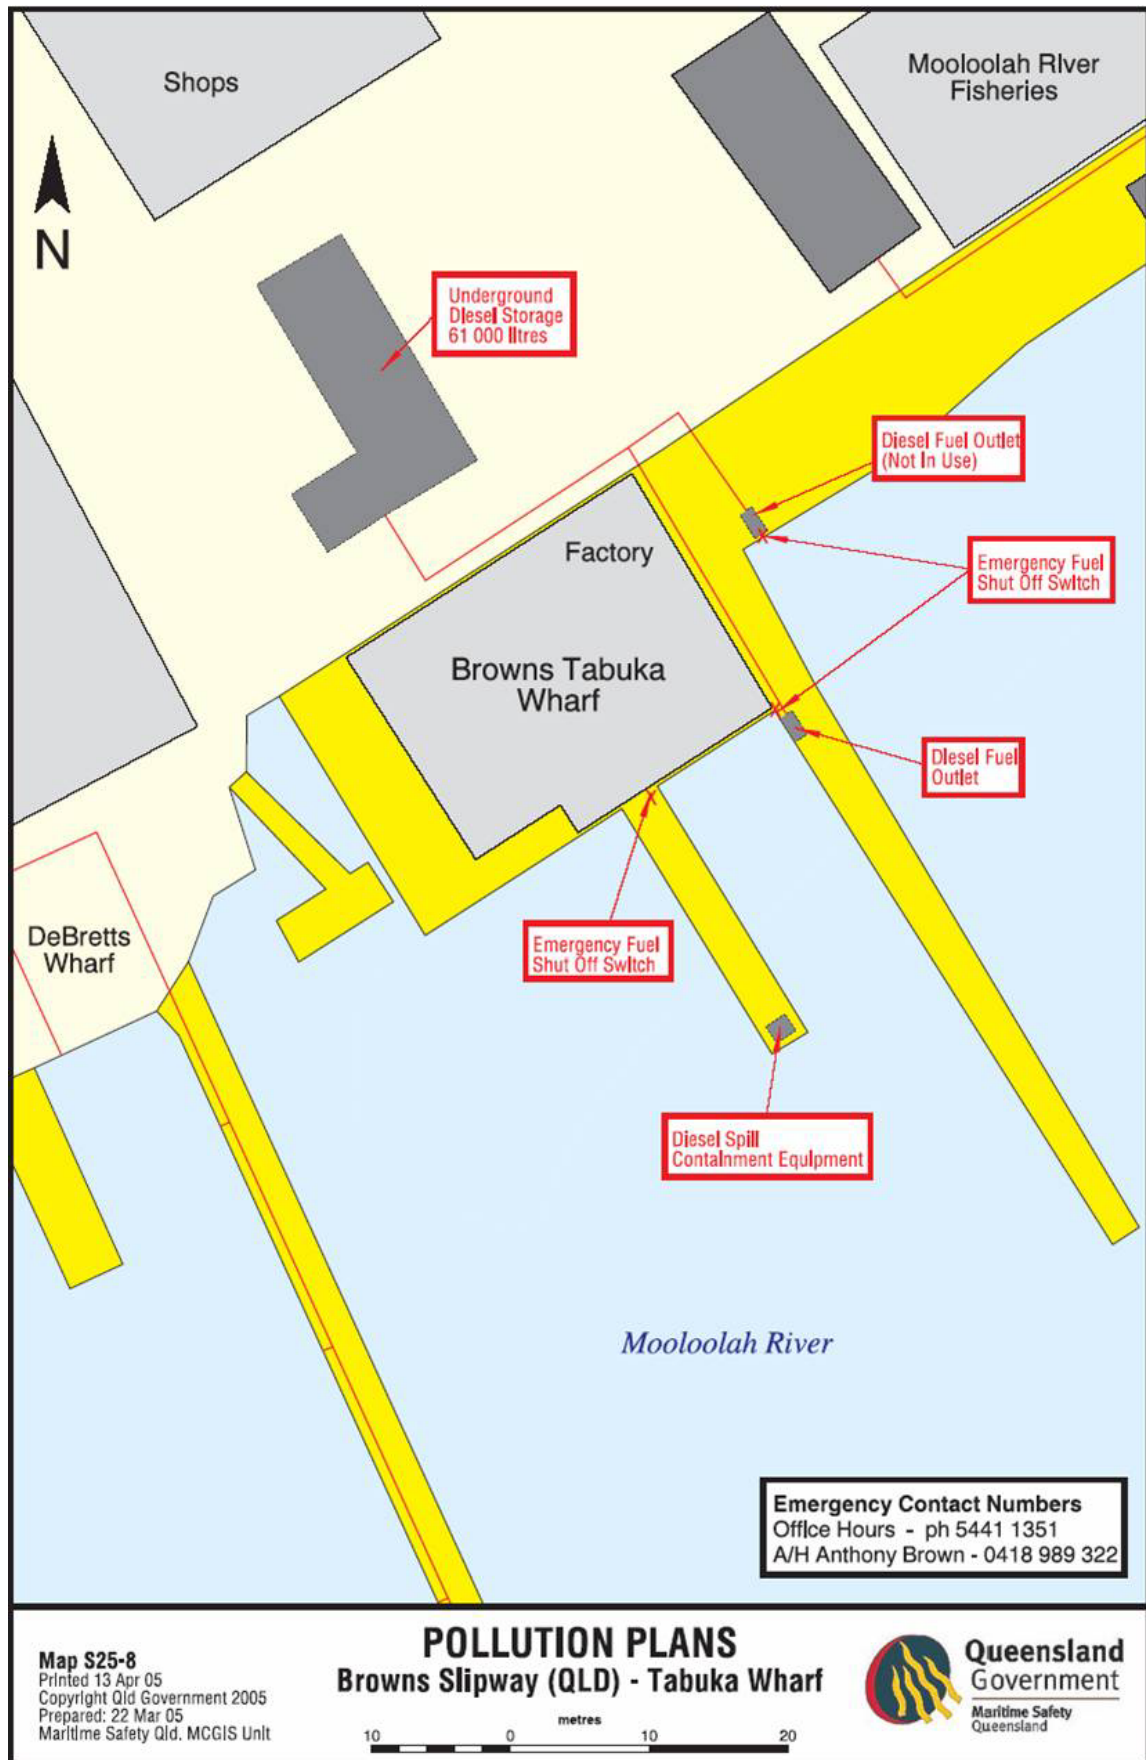 Shops
Mooloolah River
Fisheries
N
Underground
Diesel Storage
61 000 litres
Diesel Fuel Outlet
(Not In Use)
Factory
Emergency Fuel
Shut Off Switch
Browns Tabuka
Wharf
Diesel Fuel
Outlet
DeBretts
Wharf
Emergency Fuel
Shut Off Switch
Diesel Spill
Containment Equipment
Mooloolah River
Emergency Contact Numbers
Office Hours - ph 5441 1351
A/H Anthony Brown - 0418 989 322
Map S25-8
Printed 13 Apr 05
Copyright Qld Government 2005
Prepared: 22 Mar 05
Maritime Safety Qld. MCGIS Unit
POLLUTION PLANS
Browns Slipway (QLD) - Tabuka Wharf
metres
10 0 10 20
Queensland
Government
Maritime Safety
Queensland